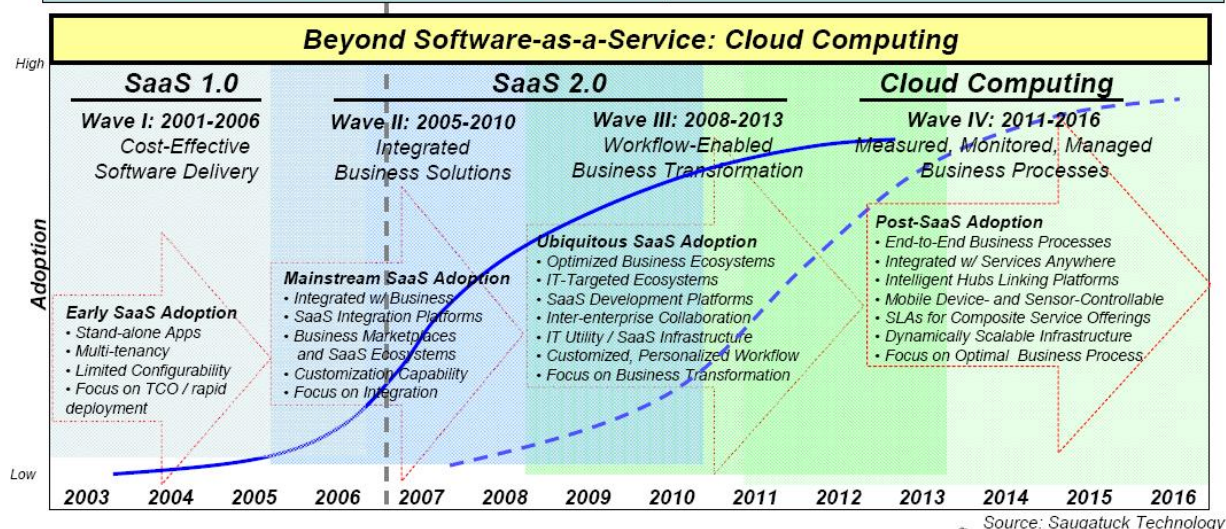 Beyond Software-as-a-Service: Cloud Computing
High
SaaS 1.0
SaaS 2.0
Cloud Computing
Wave I: 2001-2006
Cost-Effective
Software Delivery
Wave II: 2005-2010
Integrated
Business Solutions
Wave III: 2008-2013
Workflow-Enabled
Business Transformation
Wave IV: 2011-2016
Measured, Monitored, Managed
Business Processes
Adoption
Early SaaS Adoption
• Stand-alone Apps
• Multi-tenancy
• Limited Configurability
• Focus on TCO / rapid
deployment
Mainstream SaaS Adoption
• Integrated w/ Business
• SaaS Integration Platforms
• Business Marketplaces
and SaaS Ecosystems
• Customization Capability
• Focus on Integration
Ubiquitous SaaS Adoption
• Optimized Business Ecosystems
• IT-Targeted Ecosystems
• SaaS Development Platforms
• Inter-enterprise Collaboration
• IT Utility / SaaS Infrastructure
• Customized, Personalized Workflow
• Focus on Business Transformation
Post-SaaS Adoption
• End-to-End Business Processes
• Integrated w/ Services Anywhere
• Intelligent Hubs Linking Platforms
• Mobile Device- and Sensor-Controllable
• SLAs for Composite Service Offerings
• Dynamically Scalable Infrastructure
• Focus on Optimal Business Process
Low
2003 2004 2005 2006 2007 2008 2009 2010 2011 2012 2013 2014 2015 2016
Source: Saugatuck Technology